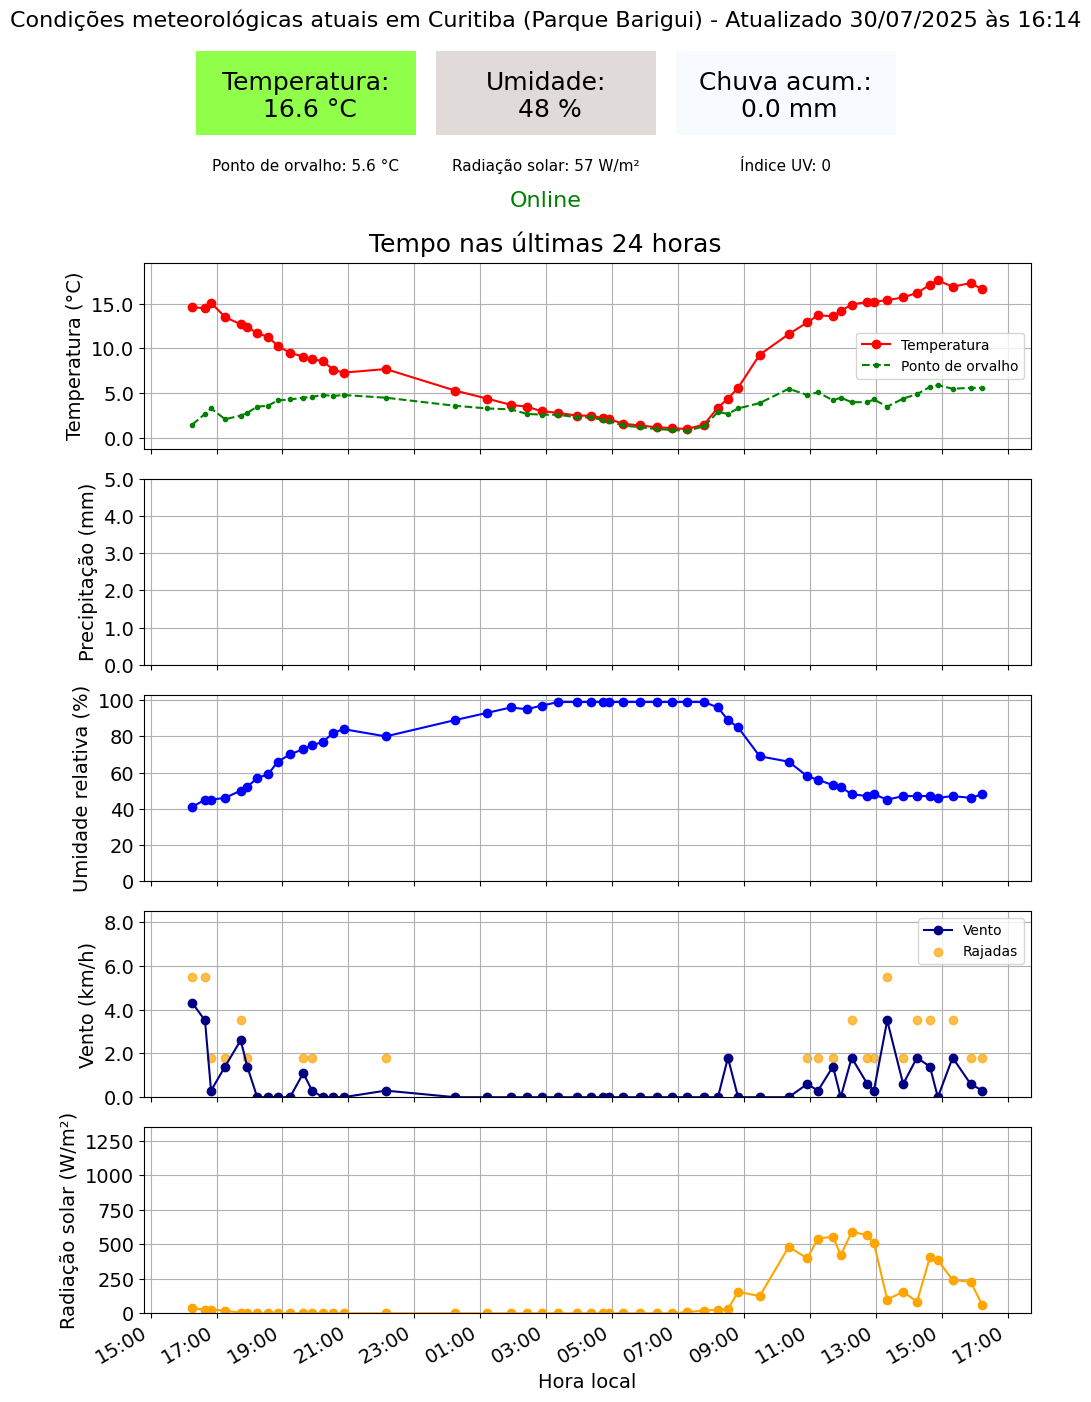 Condições meteorológicas atuais em Curitiba (Parque Barigui) - Atualizado 30/07/2025 às 16:14
Temperatura:
16.6 °C
Umidade:
48 %
Chuva acum.:
0.0 mm
Ponto de orvalho: 5.6 °C
Radiação solar: 57 W/m²
Índice UV: 0
Online
Tempo nas últimas 24 horas
Temperatura (°C)
15.0
10.0
5.0
0.0
Temperatura
Ponto de orvalho
Precipitação (mm)
5.0
4.0
3.0
2.0
1.0
0.0
Umidade relativa (%)
100
80
60
40
20
0
Vento (km/h)
8.0
6.0
4.0
2.0
0.0
Vento
Rajadas
Radiação solar (W/m²)
1250
1000
750
500
250
0
15:00
17:00
19:00
21:00
23:00
01:00
03:00
05:00
07:00
09:00
11:00
13:00
15:00
17:00
Hora local